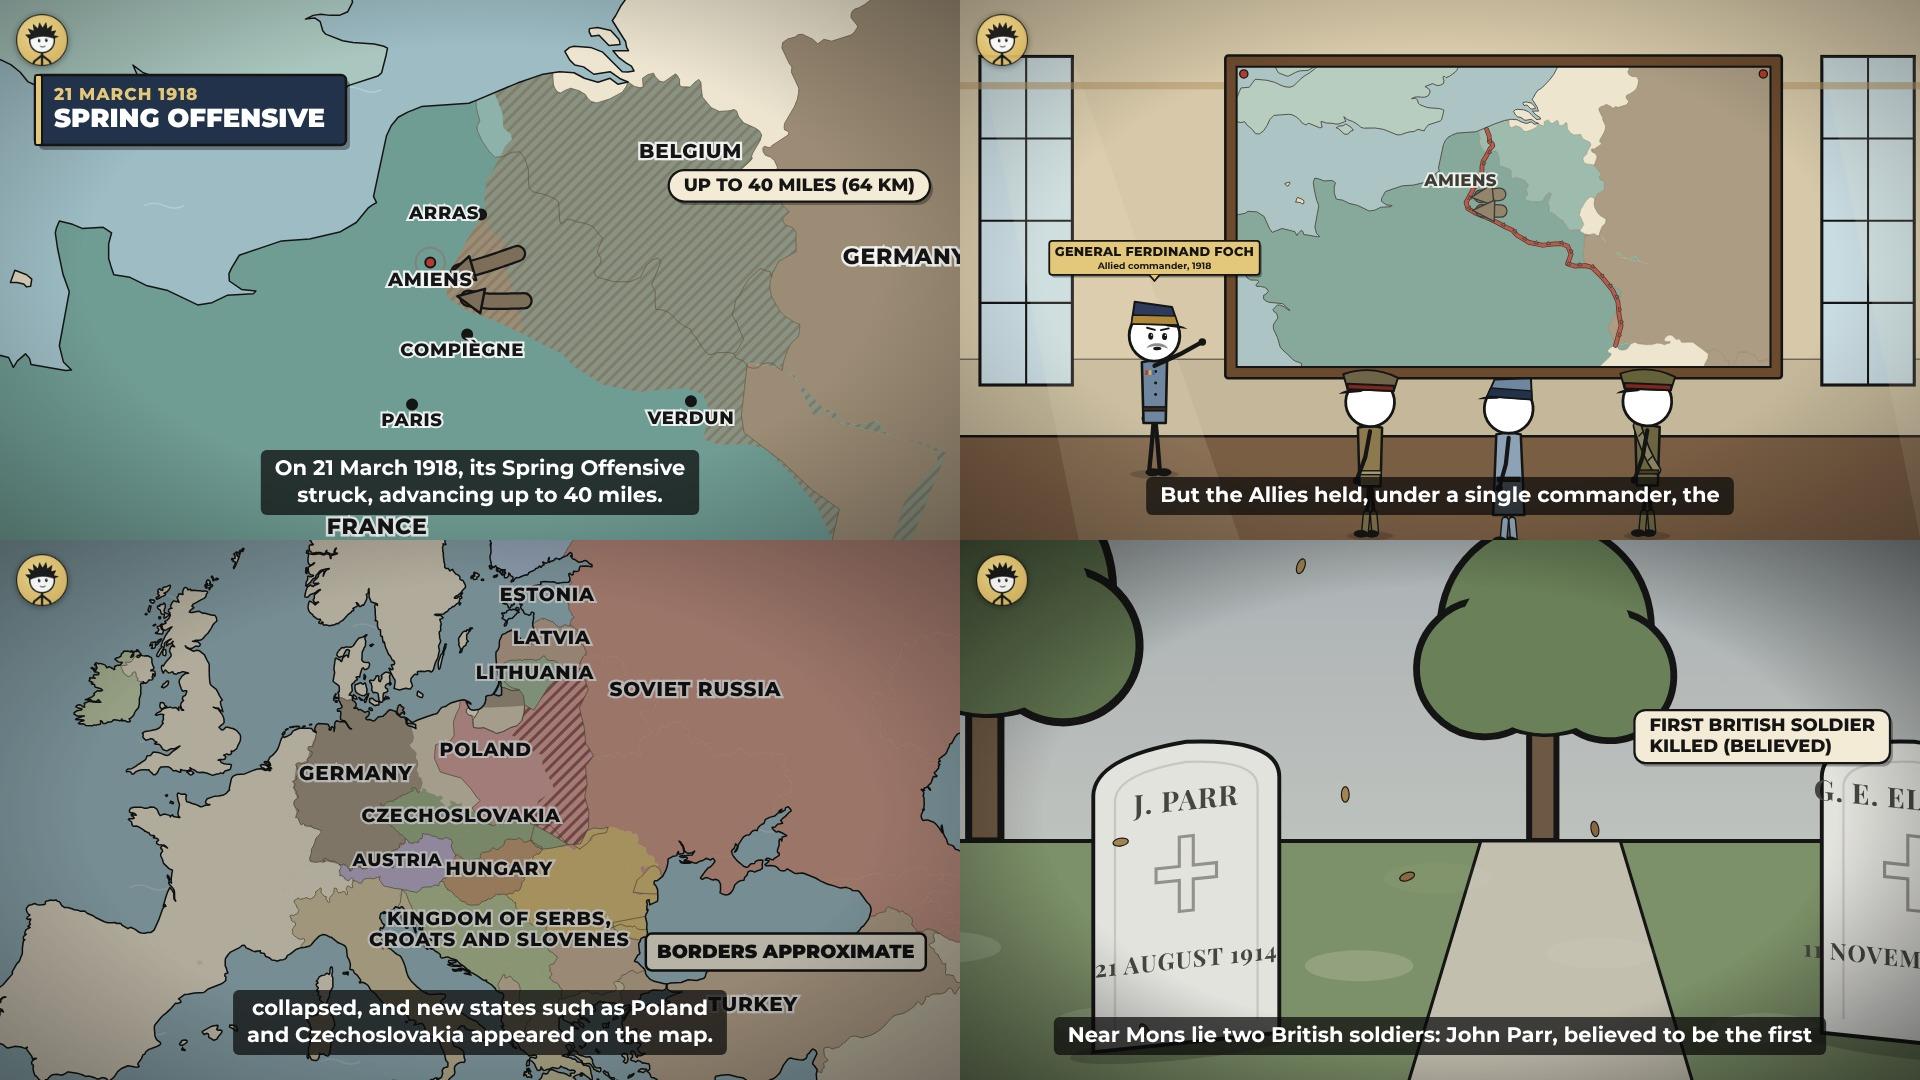 21 MARCH 1918
SPRING OFFENSIVE
BELGIUM
UP TO 40 MILES (64 KM)
ARRAS
GERMANY
AMIENS
COMPIÈGNE
PARIS
VERDUN
On 21 March 1918, its Spring Offensive
struck, advancing up to 40 miles.
FRANCE
AMIENS
GENERAL FERDINAND FOCH
Allied commander, 1918
But the Allies held, under a single commander, the
ESTONIA
LATVIA
LITHUANIA
SOVIET RUSSIA
POLAND
GERMANY
CZECHOSLOVAKIA
AUSTRIA
HUNGARY
KINGDOM OF SERBS,
CROATS AND SLOVENES
BORDERS APPROXIMATE
TURKEY
collapsed, and new states such as Poland
and Czechoslovakia appeared on the map.
FIRST BRITISH SOLDIER
KILLED (BELIEVED)
J. PARR
21 AUGUST 1914
G. E. EL
11 NOVEM
Near Mons lie two British soldiers: John Parr, believed to be the first